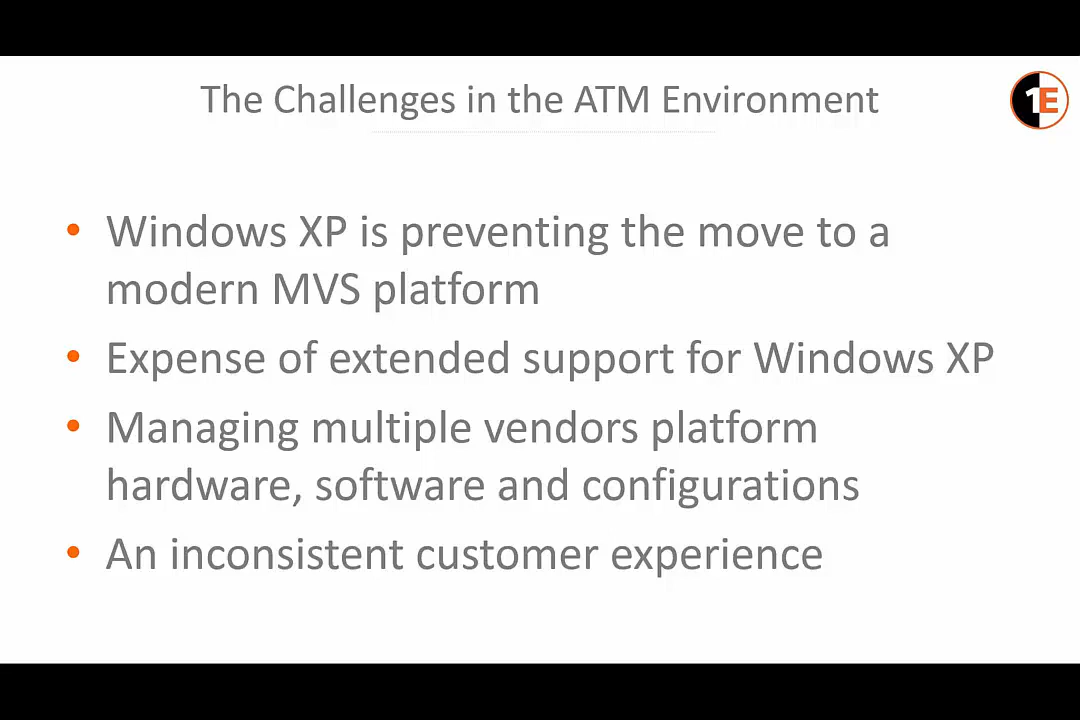 The Challenges in the ATM Environment
1E
• Windows XP is preventing the move to a
modern MVS platform
• Expense of extended support for Windows XP
• Managing multiple vendors platform
hardware, software and configurations
• An inconsistent customer experience